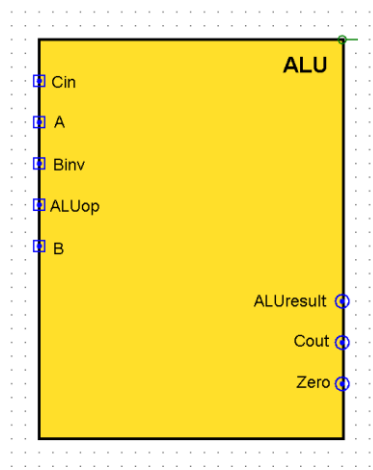 ALU
Cin
A
Binv
ALUop
B
ALUresult
Cout
Zero